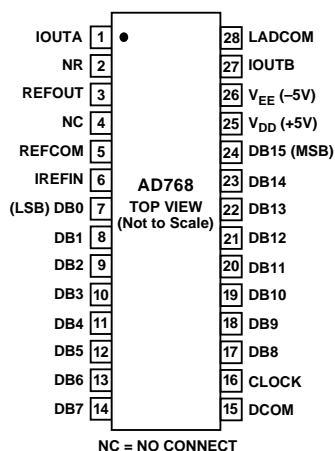 IOUTA 1 28 LADCOM
NR 2 27 IOUTB
REFOUT 3 26 VEE (–5V)
NC 4 25 VDD (+5V)
REFCOM 5 24 DB15 (MSB)
IREFIN 6 23 DB14
AD768
(LSB) DB0 7 TOP VIEW 22 DB13
(Not to Scale)
DB1 8 21 DB12
DB2 9 20 DB11
DB3 10 19 DB10
DB4 11 18 DB9
DB5 12 17 DB8
DB6 13 16 CLOCK
DB7 14 15 DCOM
NC = NO CONNECT